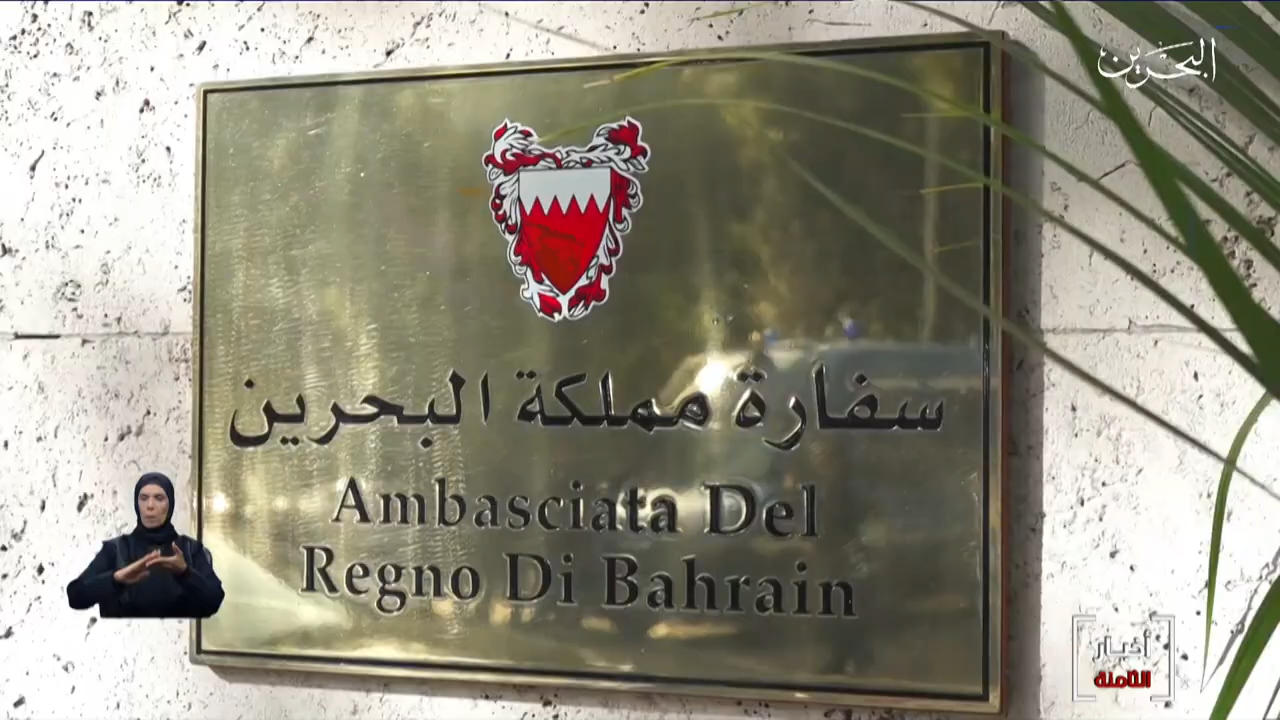 البحرين
سفارة مملكة البحرين
Ambasciata Del
Regno Di Bahrain
أخبار
الثامنة